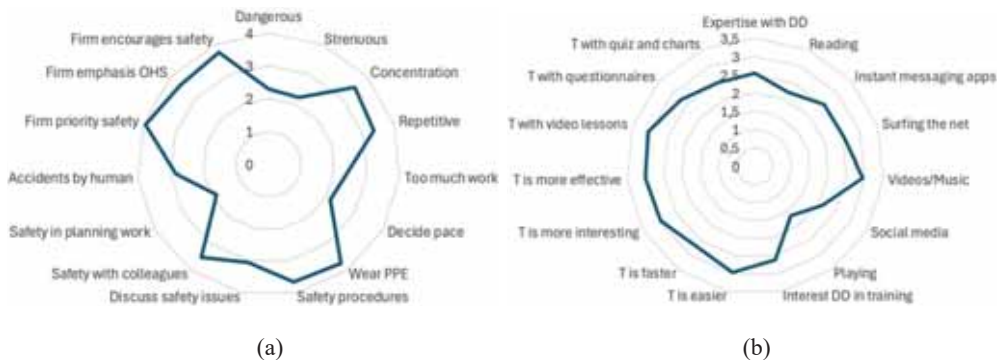 Dangerous
Strenuous
Concentration
Repetitive
Too much work
Decide pace
Wear PPE
Safety procedures
Discuss safety issues
Safety with colleagues
Safety in planning work
Accidents by human
Firm priority safety
Firm emphasis OHS
Firm encourages safety
4
3
2
1
0
(a)
Expertise with DD
Reading
Instant messaging apps
Surfing the net
Videos/Music
Social media
Playing
Interest DD in training
T is easier
T is faster
T is more interesting
T is more effective
T with video lessons
T with questionnaires
T with quiz and charts
3,5
3
2,5
2
1,5
1
0,5
0
(b)